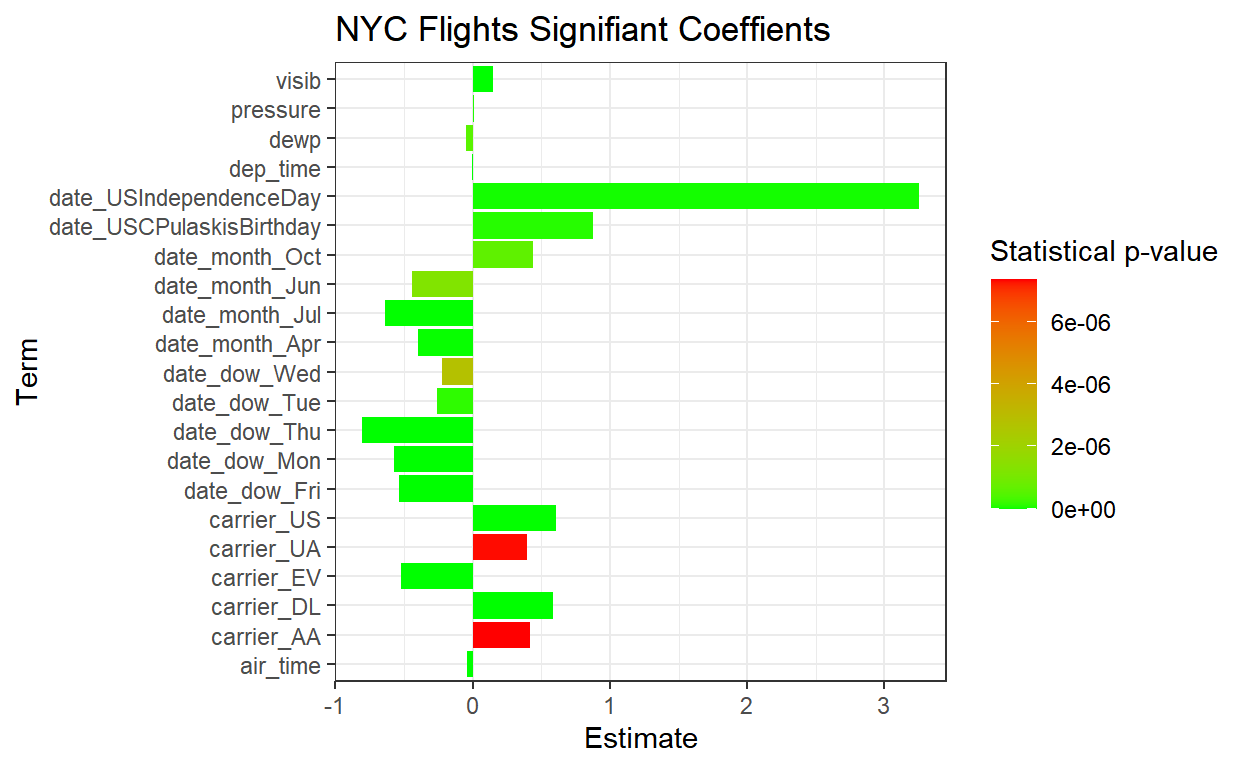 NYC Flights Signifiant Coeffients
Term
visib
pressure
dewp
dep_time
date_USIndependenceDay
date_USCPulaskisBirthday
date_month_Oct
date_month_Jun
date_month_Jul
date_month_Apr
date_dow_Wed
date_dow_Tue
date_dow_Thu
date_dow_Mon
date_dow_Fri
carrier_US
carrier_UA
carrier_EV
carrier_DL
carrier_AA
air_time
-1 0 1 2 3
Estimate
Statistical p-value
6e-06
4e-06
2e-06
0e+00